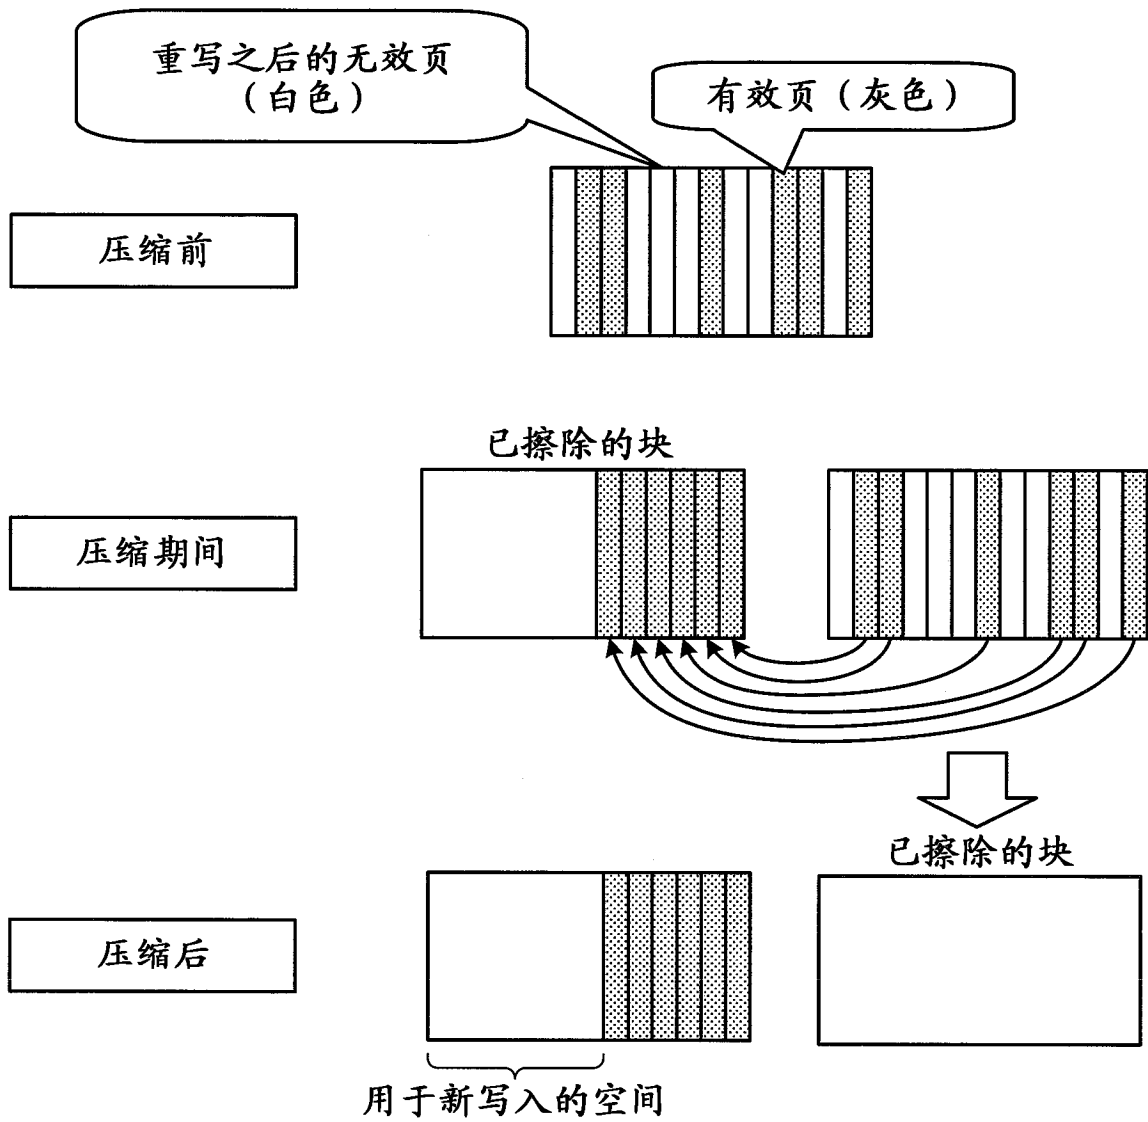 重写之后的无效页
（白色）
有效页（灰色）
压缩前
已擦除的块
压缩期间
已擦除的块
压缩后
用于新写入的空间